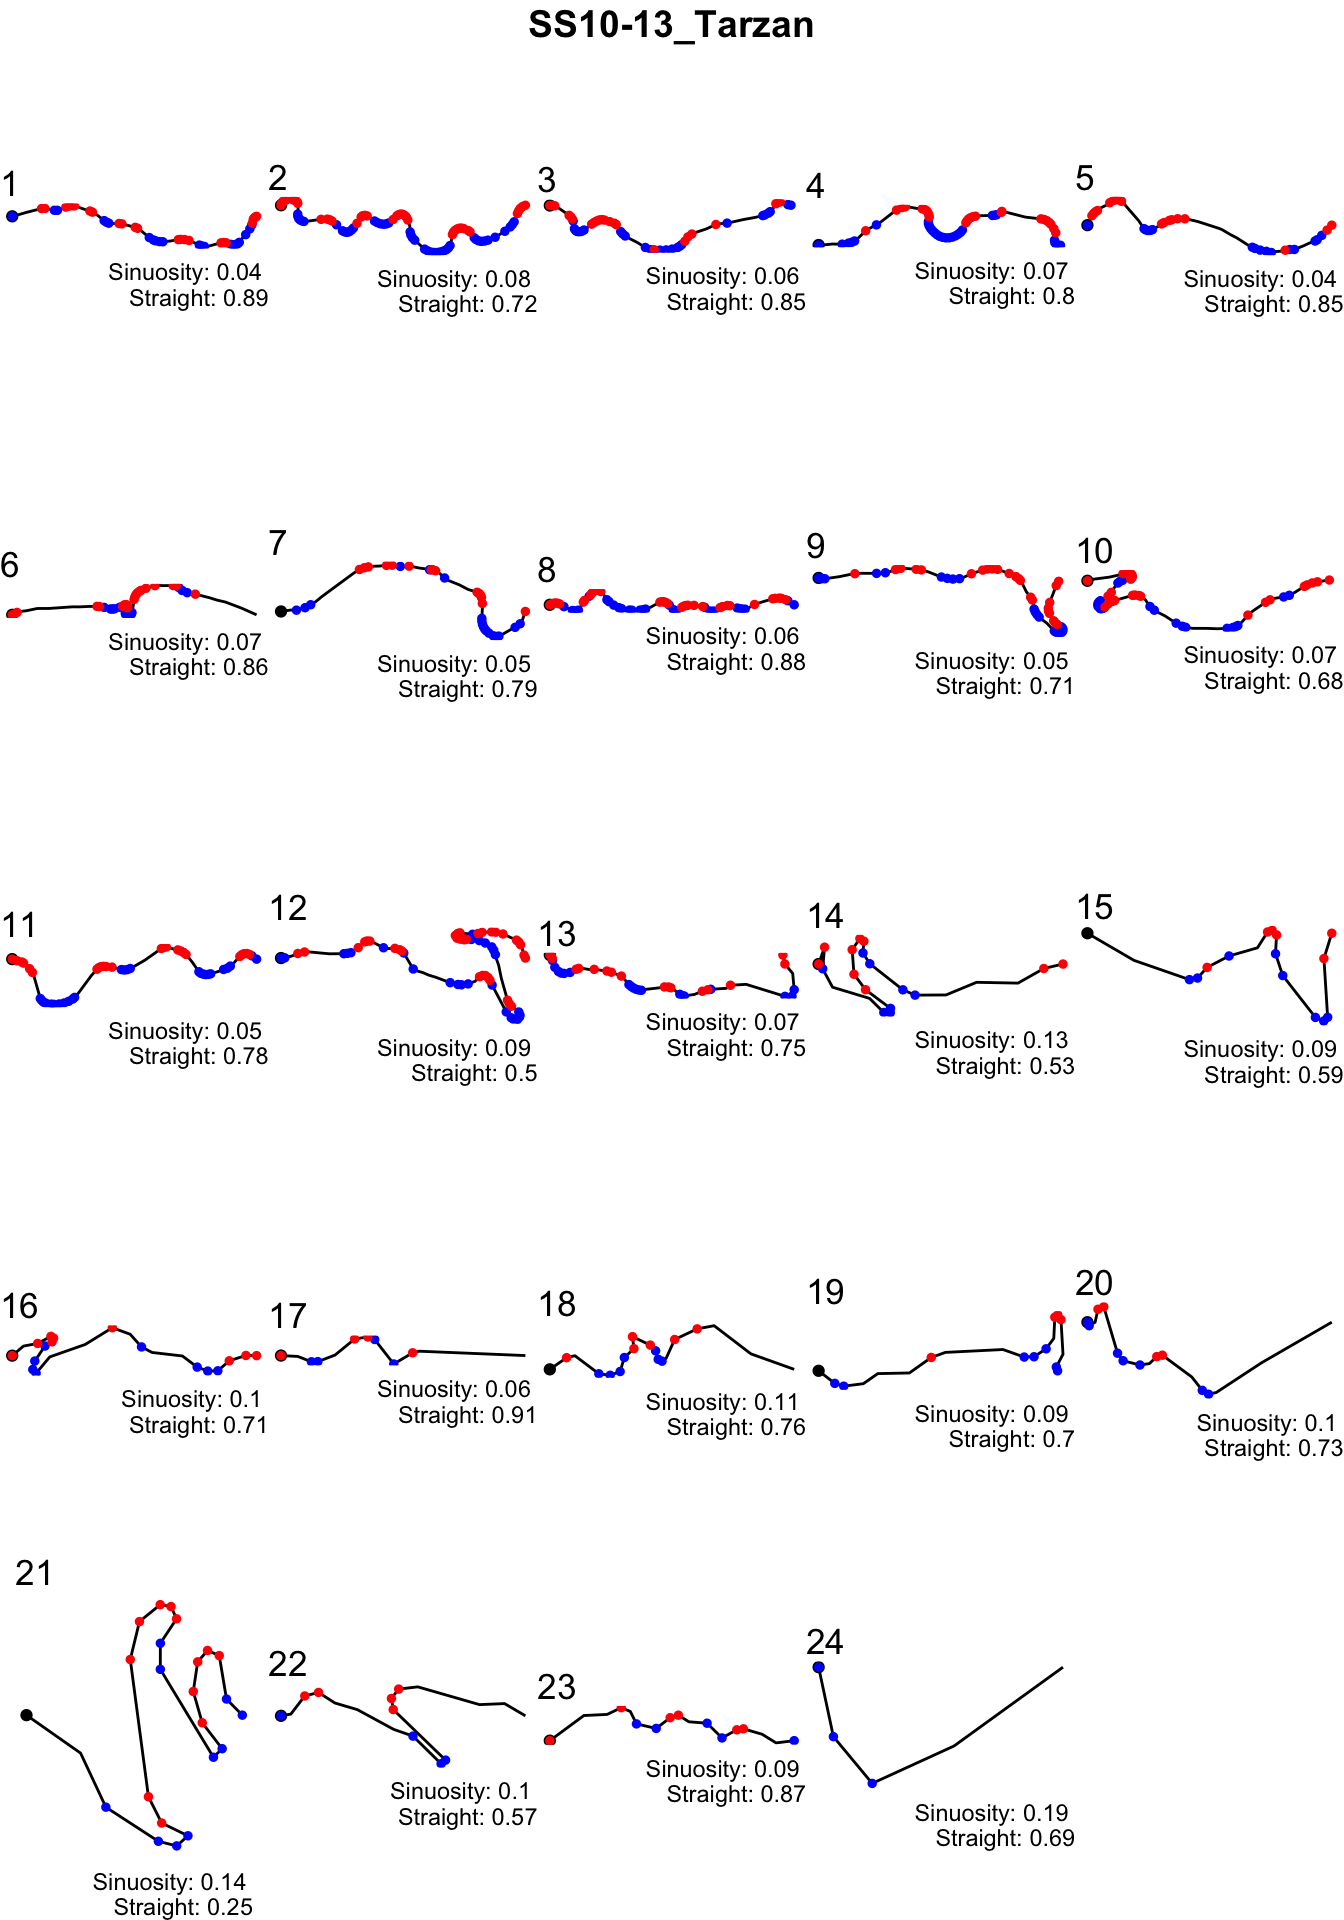 SS10-13_Tarzan
1
Sinuosity: 0.04
Straight: 0.89
2
Sinuosity: 0.08
Straight: 0.72
3
Sinuosity: 0.06
Straight: 0.85
4
Sinuosity: 0.07
Straight: 0.8
5
Sinuosity: 0.04
Straight: 0.85
6
Sinuosity: 0.07
Straight: 0.86
7
Sinuosity: 0.05
Straight: 0.79
8
Sinuosity: 0.06
Straight: 0.88
9
Sinuosity: 0.05
Straight: 0.71
10
Sinuosity: 0.07
Straight: 0.68
11
Sinuosity: 0.05
Straight: 0.78
12
Sinuosity: 0.09
Straight: 0.5
13
Sinuosity: 0.07
Straight: 0.75
14
Sinuosity: 0.13
Straight: 0.53
15
Sinuosity: 0.09
Straight: 0.59
16
Sinuosity: 0.1
Straight: 0.71
17
Sinuosity: 0.06
Straight: 0.91
18
Sinuosity: 0.11
Straight: 0.76
19
Sinuosity: 0.09
Straight: 0.7
20
Sinuosity: 0.1
Straight: 0.73
21
Sinuosity: 0.14
Straight: 0.25
22
Sinuosity: 0.1
Straight: 0.57
23
Sinuosity: 0.09
Straight: 0.87
24
Sinuosity: 0.19
Straight: 0.69